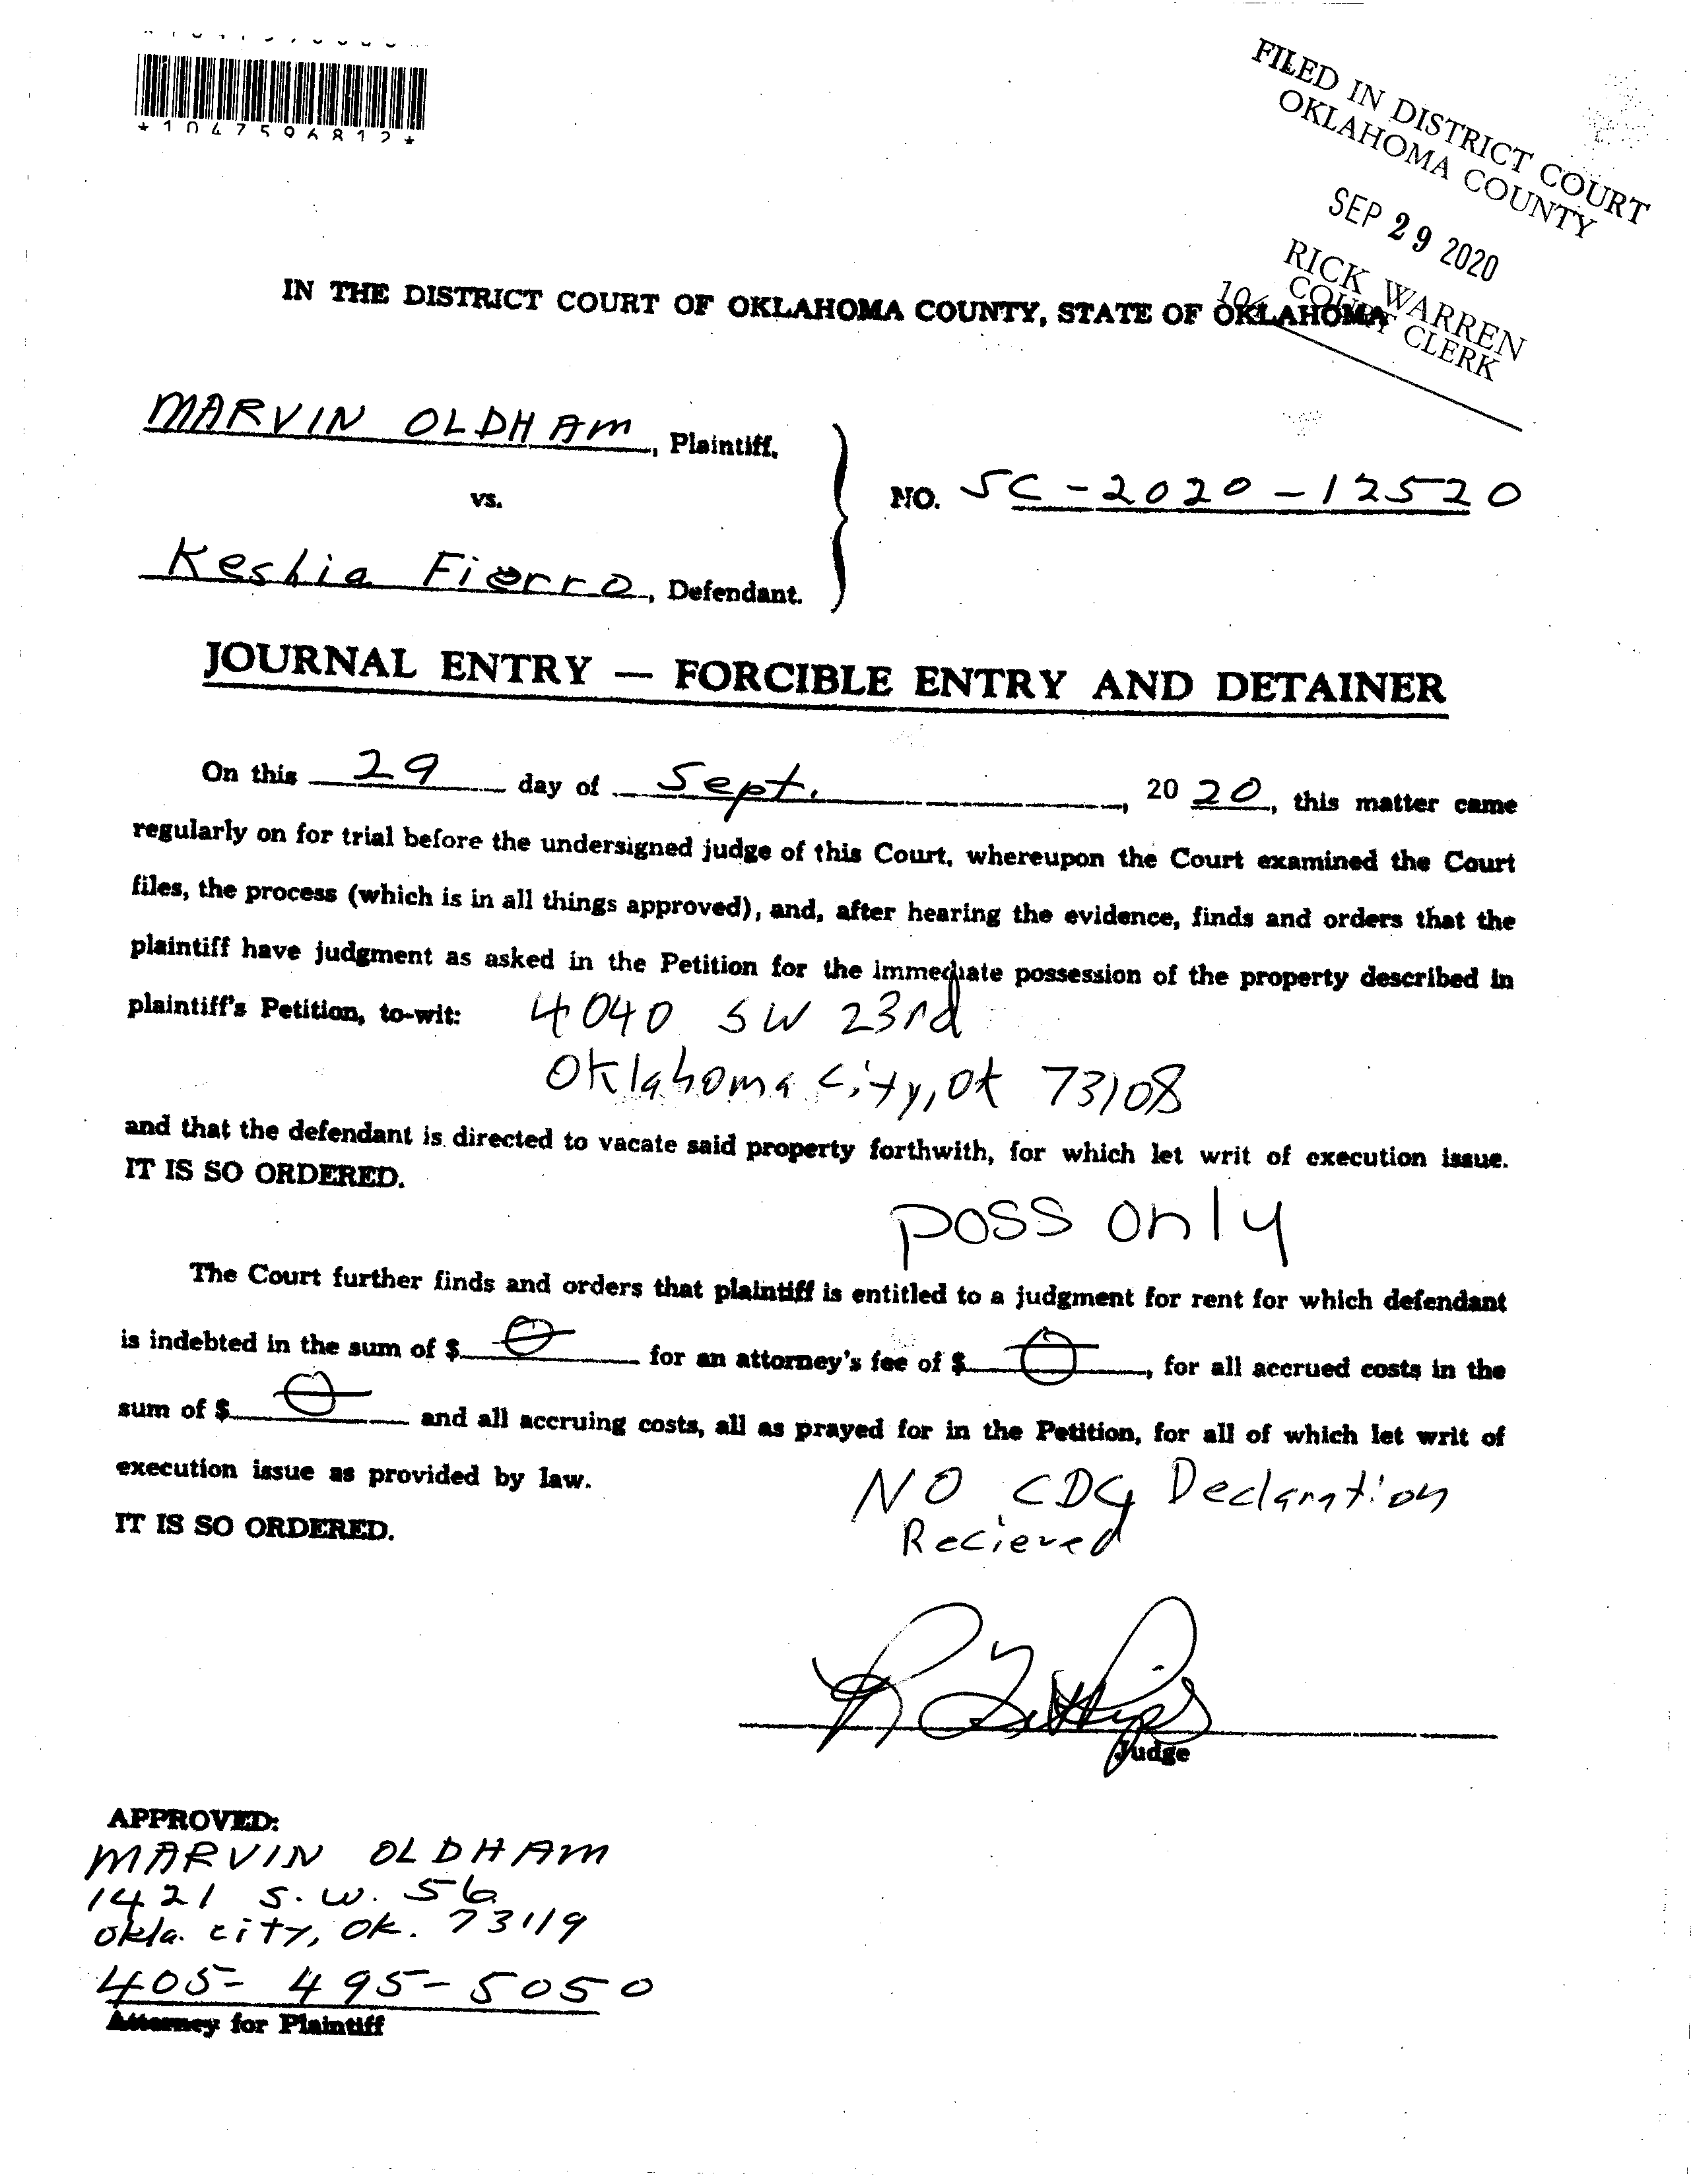 *1047596812*
FILED IN DISTRICT COURT
OKLAHOMA COUNTY
SEP 29 2020
RICK WARREN
COURT CLERK
IN THE DISTRICT COURT OF OKLAHOMA COUNTY, STATE OF OKLAHOMA
MARVIN OLDHAM, Plaintiff.
vs.
NO. SC-2020-12520
Keshia Fierro, Defendant.
JOURNAL ENTRY — FORCIBLE ENTRY AND DETAINER
On this 29 day of Sept., 20 20, this matter came
regularly on for trial before the undersigned judge of this Court, whereupon the Court examined the Court
files, the process (which is in all things approved), and, after hearing the evidence, finds and orders that the
plaintiff have judgment as asked in the Petition for the immediate possession of the property described in
plaintiff's Petition, to-wit: 4040 SW 23rd
Oklahoma City, Ok 73108
and that the defendant is directed to vacate said property forthwith, for which let writ of execution issue.
IT IS SO ORDERED.
poss only
The Court further finds and orders that plaintiff is entitled to a judgment for rent for which defendant
is indebted in the sum of $ 0 for an attorney's fee of $ 0, for all accrued costs in the
sum of $ 0 and all accruing costs, all as prayed for in the Petition, for all of which let writ of
execution issue as provided by law.
NO CDC Declaration
IT IS SO ORDERED.
Recieved
Judge
APPROVED:
MARVIN OLDHAM
1421 S.W. 56
Okla. City, OK. 73119
405-495-5050
Attorney for Plaintiff